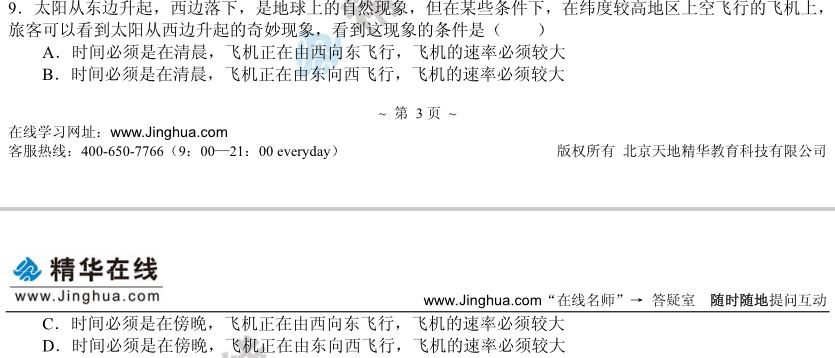 9．太阳从东边升起，西边落下，是地球上的自然现象，但在某些条件下，在纬度较高地区上空飞行的飞机上，
旅客可以看到太阳从西边升起的奇妙现象，看到这现象的条件是（　　）
A．时间必须是在清晨，飞机正在由西向东飞行，飞机的速率必须较大
B．时间必须是在清晨，飞机正在由东向西飞行，飞机的速率必须较大
~ 第 3 页 ~
在线学习网址：www.Jinghua.com
客服热线：400-650-7766（9：00—21：00 everyday）　版权所有 北京天地精华教育科技有限公司
精华在线
www.Jinghua.com
www.Jinghua.com“在线名师”→ 答疑室　随时随地提问互动
C．时间必须是在傍晚，飞机正在由西向东飞行，飞机的速率必须较大
D．时间必须是在傍晚，飞机正在由东向西飞行，飞机的速率必须较大